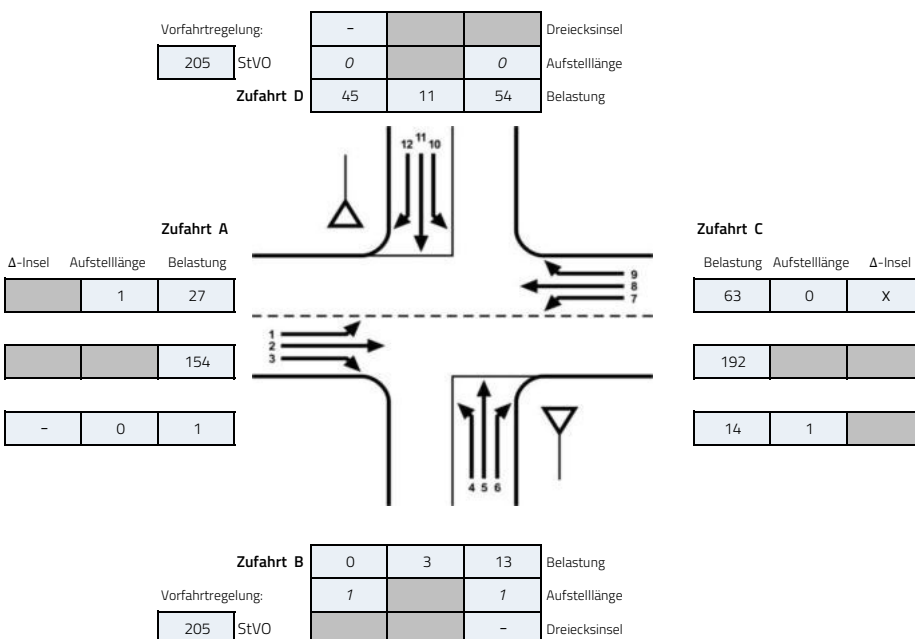 Vorfahrtregelung: - Dreiecksinsel
205 StVO 0 0 Aufstelllänge
Zufahrt D 45 11 54 Belastung
12 11 10
Zufahrt A Zufahrt C
Δ-Insel Aufstelllänge Belastung Belastung Aufstelllänge Δ-Insel
1 27 9 63 0 X
8
7
1
2 154 192
3
- 0 1 14 1
4 5 6
Zufahrt B 0 3 13 Belastung
Vorfahrtregelung: 1 1 Aufstelllänge
205 StVO - Dreiecksinsel